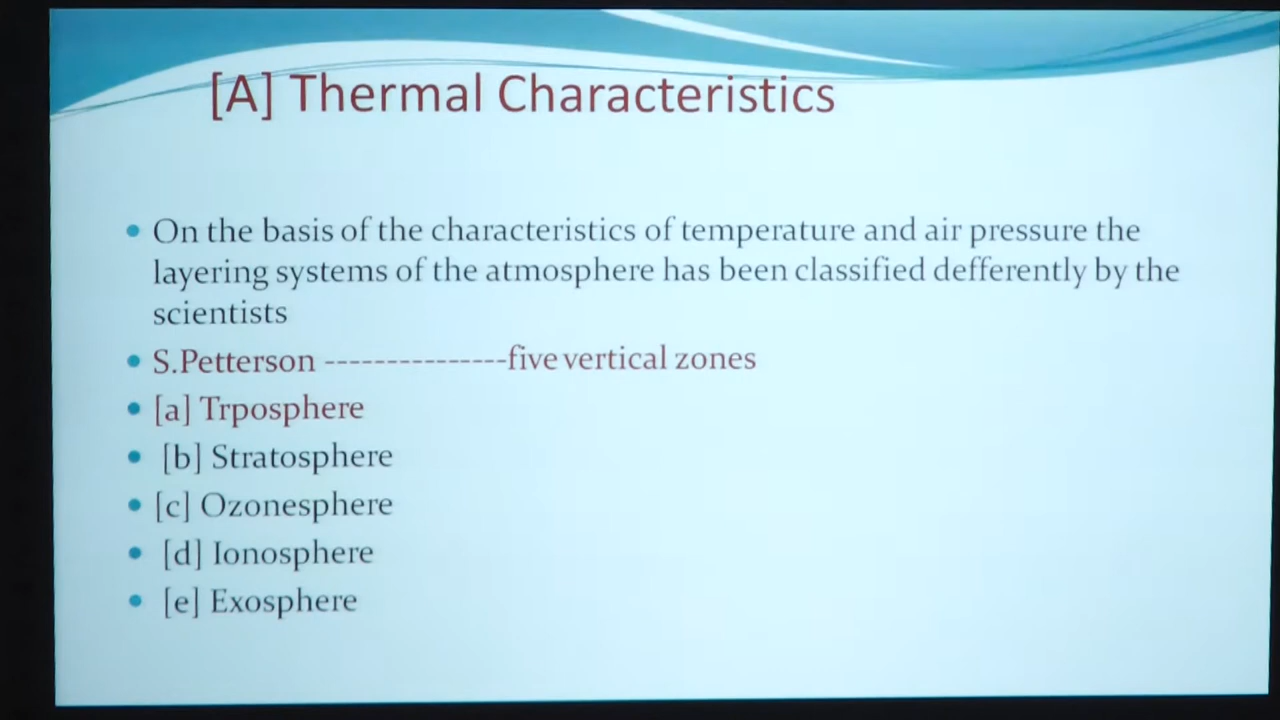 [A] Thermal Characteristics
• On the basis of the characteristics of temperature and air pressure the
layering systems of the atmosphere has been classified defferently by the
scientists
• S.Petterson ---------------five vertical zones
• [a] Trposphere
• [b] Stratosphere
• [c] Ozonesphere
• [d] Ionosphere
• [e] Exosphere